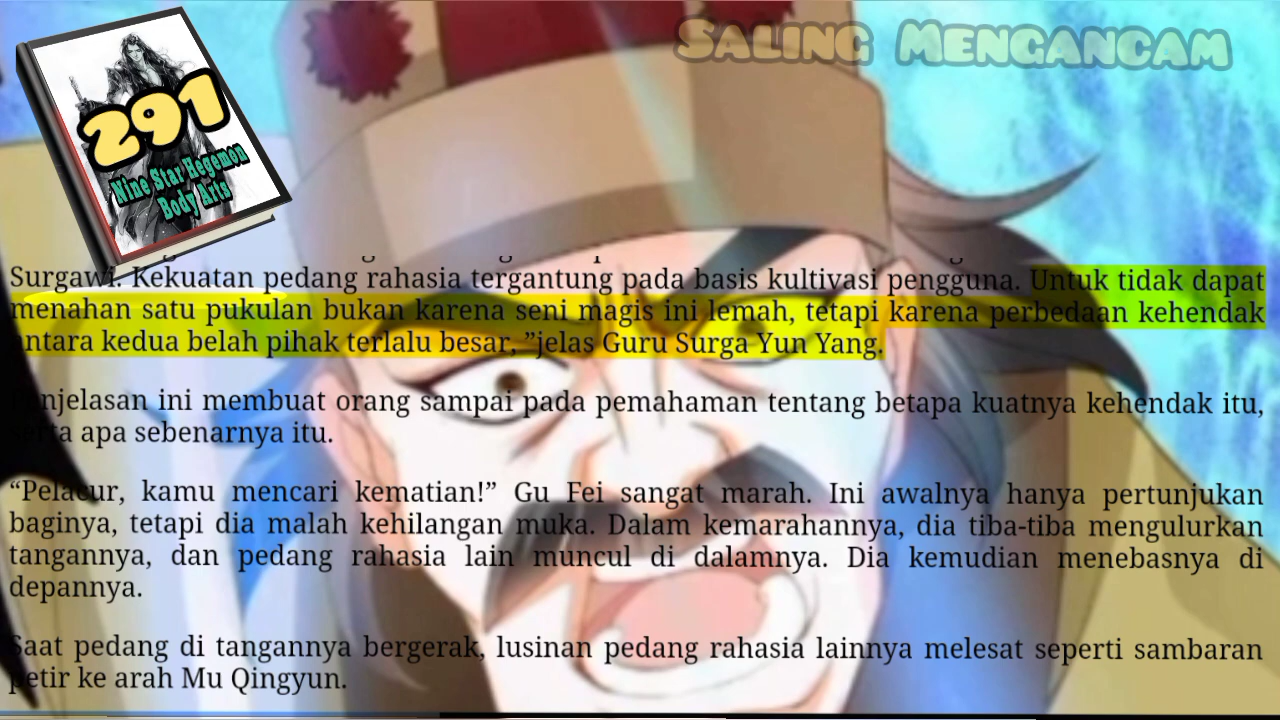 Saling Mengancam
291
Nine Star Hegemon
Body Arts
Surgawi. Kekuatan pedang rahasia tergantung pada basis kultivasi pengguna. Untuk tidak dapat
menahan satu pukulan bukan karena seni magis ini lemah, tetapi karena perbedaan kehendak
antara kedua belah pihak terlalu besar, ”jelas Guru Surga Yun Yang.
Penjelasan ini membuat orang sampai pada pemahaman tentang betapa kuatnya kehendak itu,
serta apa sebenarnya itu.
“Pelacur, kamu mencari kematian!” Gu Fei sangat marah. Ini awalnya hanya pertunjukan
baginya, tetapi dia malah kehilangan muka. Dalam kemarahannya, dia tiba-tiba mengulurkan
tangannya, dan pedang rahasia lain muncul di dalamnya. Dia kemudian menebasnya di
depannya.
Saat pedang di tangannya bergerak, lusinan pedang rahasia lainnya melesat seperti sambaran
petir ke arah Mu Qingyun.